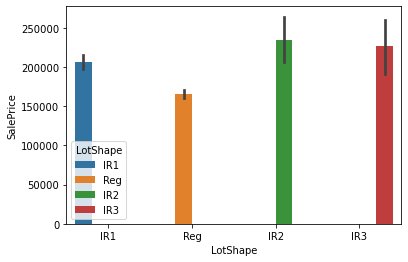 250000
200000
150000
100000
50000
0
SalePrice
LotShape
IR1
Reg
IR2
IR3
IR1 Reg IR2 IR3
LotShape